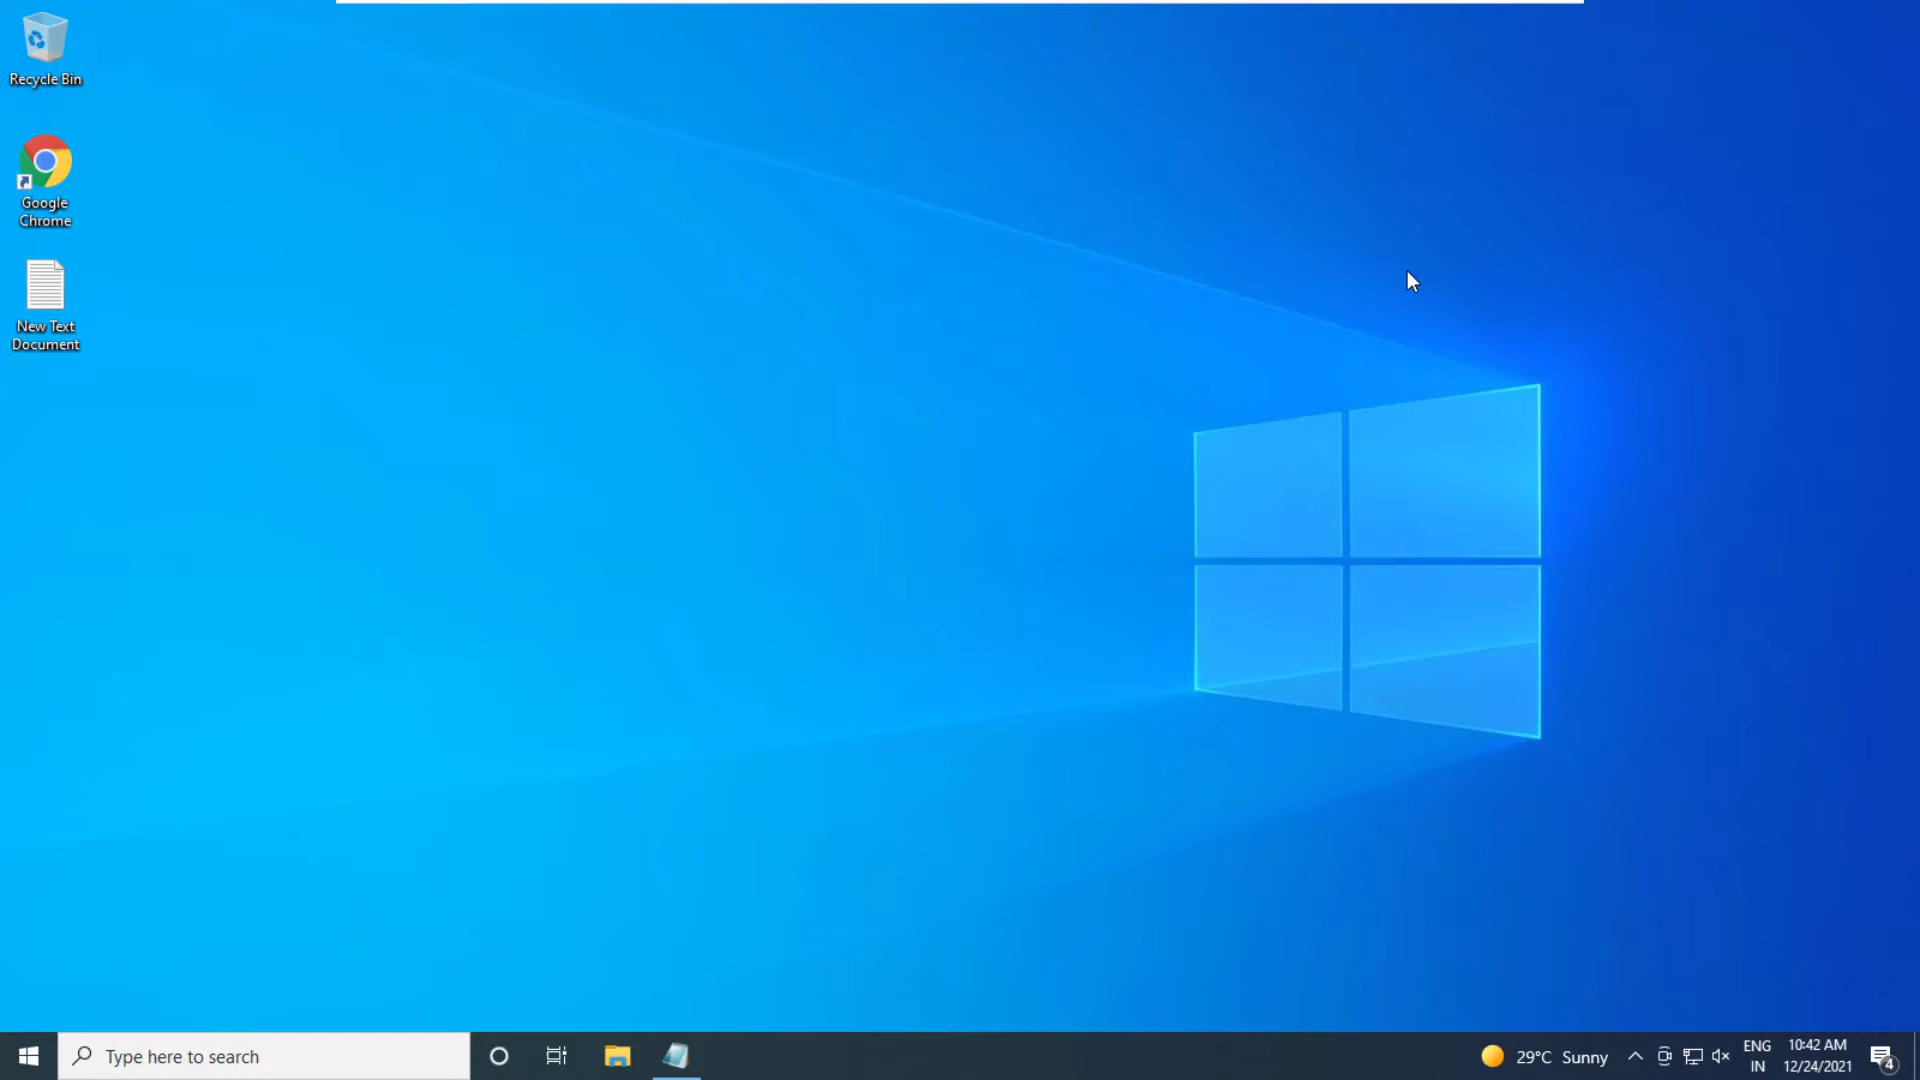 Recycle Bin
Google
Chrome
New Text
Document
Type here to search
29°C Sunny
ENG
IN
10:42 AM
12/24/2021
4